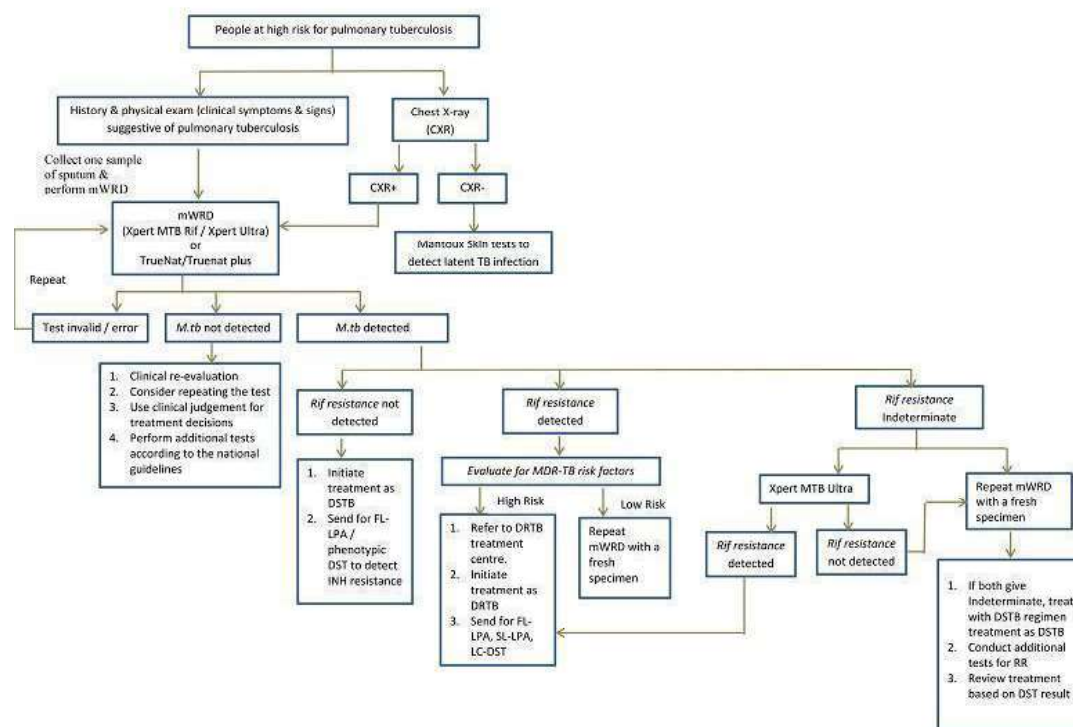 People at high risk for pulmonary tuberculosis
History & physical exam (clinical symptoms & signs)
suggestive of pulmonary tuberculosis
Chest X-ray
(CXR)
Collect one sample
of sputum &
perform mWRD
CXR+
CXR-
mWRD
(Xpert MTB Rif / Xpert Ultra)
or
TrueNat/Truenat plus
Mantoux Skin tests to
detect latent TB infection
Repeat
Test invalid / error
M.tb not detected
M.tb detected
1. Clinical re-evaluation
2. Consider repeating the test
3. Use clinical judgement for
treatment decisions
4. Perform additional tests
according to the national
guidelines
Rif resistance not
detected
Rif resistance
detected
Rif resistance
Indeterminate
1. Initiate
treatment as
DSTB
2. Send for FL-
LPA /
phenotypic
DST to detect
INH resistance
Evaluate for MDR-TB risk factors
High Risk
Low Risk
1. Refer to DRTB
treatment
centre.
2. Initiate
treatment as
DRTB
3. Send for FL-
LPA, SL-LPA,
LC-DST
Repeat
mWRD with a
fresh
specimen
Xpert MTB Ultra
Repeat mWRD
with a fresh
specimen
Rif resistance
detected
Rif resistance
not detected
1. If both give
Indeterminate, treat
with DSTB regimen
treatment as DSTB
2. Conduct additional
tests for RR
3. Review treatment
based on DST result